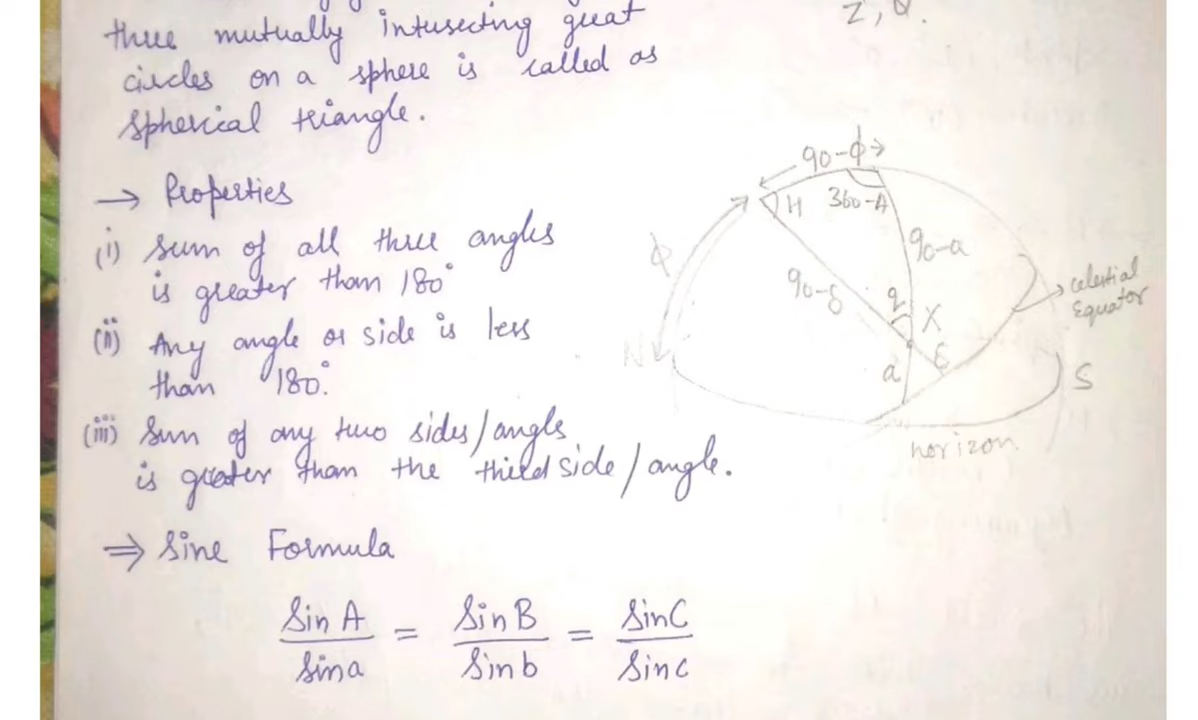 three mutually intersecting great
circles on a sphere is called as
Spherical triangle.
→ Properties
(i) Sum of all three angles
is greater than 180°
(ii) Any angle or side is less
than 180°.
(iii) Sum of any two sides/angles
is greater than the third side/angle.
⇒ Sine Formula
Sin A / Sin a = Sin B / Sin b = Sin C / Sin c
Z, Q.
90-ϕ
H 360-A
90-a
ϕ
90-δ
q
X
celestial
Equator
N
a
S
horizon